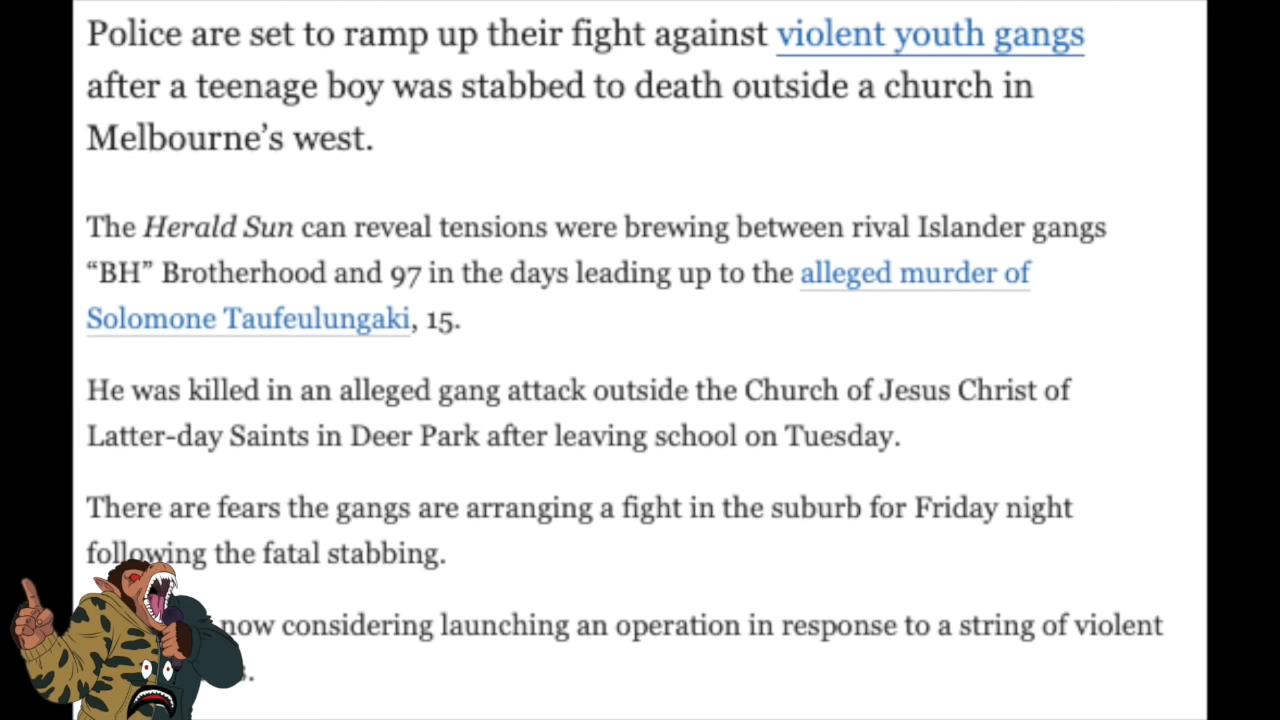 Police are set to ramp up their fight against violent youth gangs
after a teenage boy was stabbed to death outside a church in
Melbourne’s west.
The Herald Sun can reveal tensions were brewing between rival Islander gangs
“BH” Brotherhood and 97 in the days leading up to the alleged murder of
Solomone Taufeulungaki, 15.
He was killed in an alleged gang attack outside the Church of Jesus Christ of
Latter-day Saints in Deer Park after leaving school on Tuesday.
There are fears the gangs are arranging a fight in the suburb for Friday night
following the fatal stabbing.
now considering launching an operation in response to a string of violent